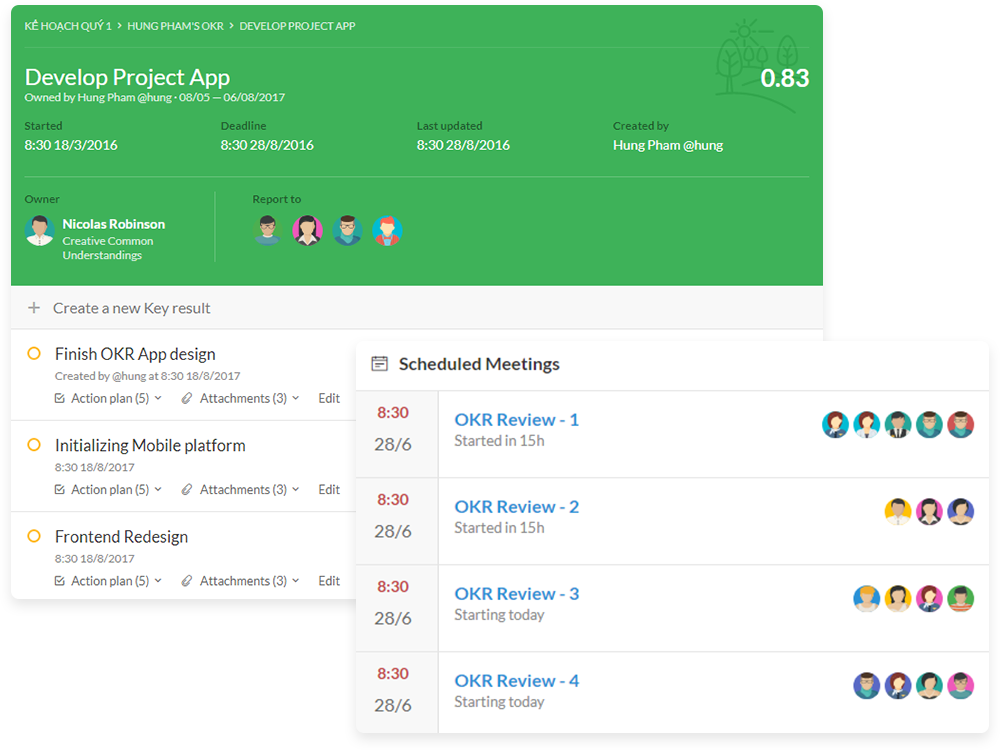 KẾ HOẠCH QUÝ 1 > HUNG PHAM'S OKR > DEVELOP PROJECT APP
Develop Project App
0.83
Owned by Hung Pham @hung · 08/05 — 06/08/2017
Started
Deadline
Last updated
Created by
8:30 18/3/2016
8:30 28/8/2016
8:30 28/8/2016
Hung Pham @hung
Owner
Report to
Nicolas Robinson
Creative Common
Understandings
+ Create a new Key result
Finish OKR App design
Created by @hung at 8:30 18/8/2017
Action plan (5) Attachments (3) Edit
Initializing Mobile platform
8:30 18/8/2017
Action plan (5) Attachments (3) Edit
Frontend Redesign
8:30 18/8/2017
Action plan (5) Attachments (3) Edit
Scheduled Meetings
8:30
28/6
OKR Review - 1
Started in 15h
8:30
28/6
OKR Review - 2
Started in 15h
8:30
28/6
OKR Review - 3
Starting today
8:30
28/6
OKR Review - 4
Starting today